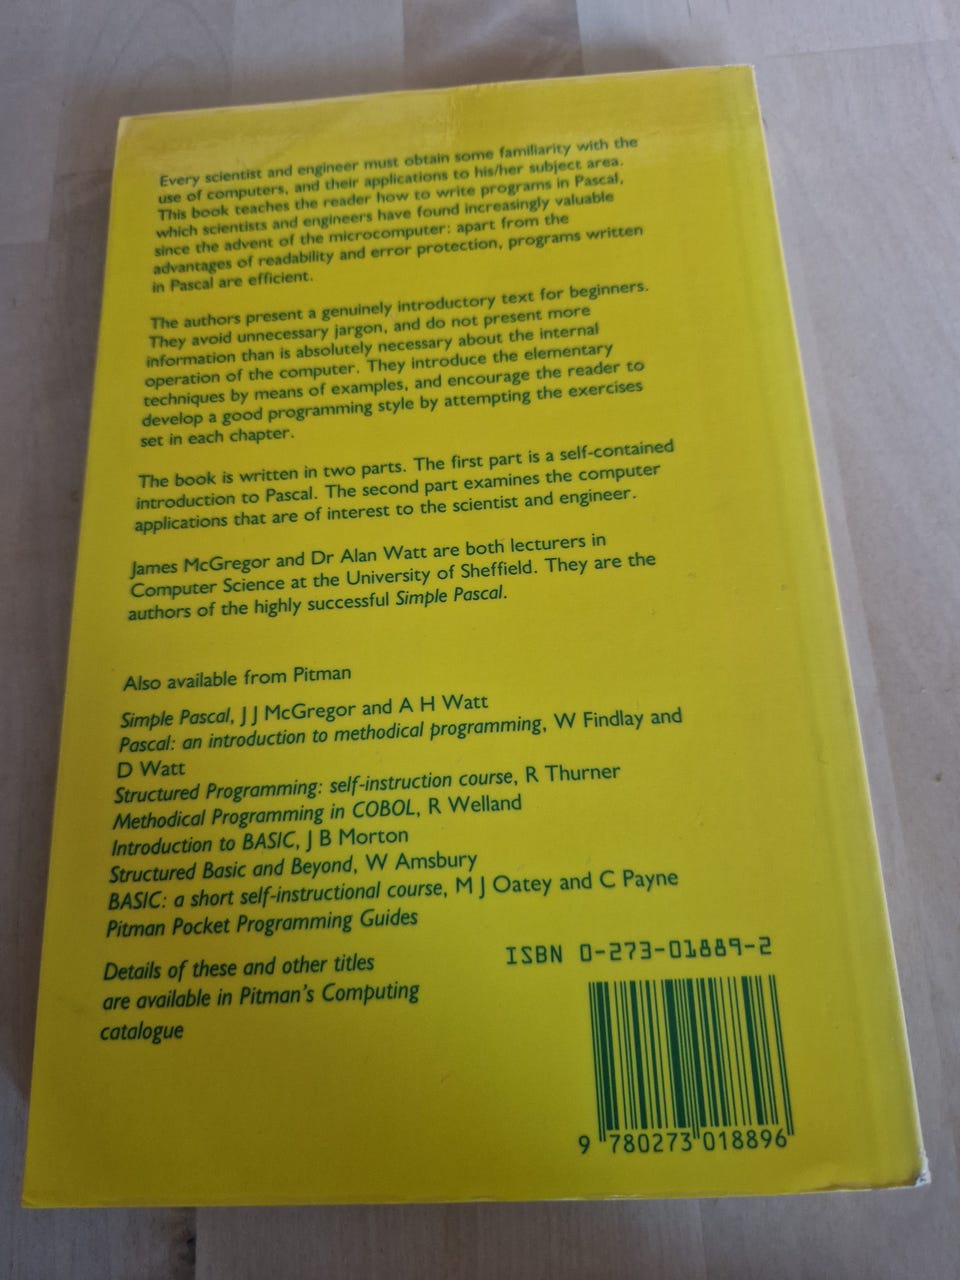 Every scientist and engineer must obtain some familiarity with the
use of computers, and their applications to his/her subject area.
This book teaches the reader how to write programs in Pascal,
which scientists and engineers have found increasingly valuable
since the advent of the microcomputer: apart from the
advantages of readability and error protection, programs written
in Pascal are efficient.
The authors present a genuinely introductory text for beginners.
They avoid unnecessary jargon, and do not present more
information than is absolutely necessary about the internal
operation of the computer. They introduce the elementary
techniques by means of examples, and encourage the reader to
develop a good programming style by attempting the exercises
set in each chapter.
The book is written in two parts. The first part is a self-contained
introduction to Pascal. The second part examines the computer
applications that are of interest to the scientist and engineer.
James McGregor and Dr Alan Watt are both lecturers in
Computer Science at the University of Sheffield. They are the
authors of the highly successful Simple Pascal.
Also available from Pitman
Simple Pascal, J J McGregor and A H Watt
Pascal: an introduction to methodical programming, W Findlay and
D Watt
Structured Programming: self-instruction course, R Thurner
Methodical Programming in COBOL, R Welland
Introduction to BASIC, J B Morton
Structured Basic and Beyond, W Amsbury
BASIC: a short self-instructional course, M J Oatey and C Payne
Pitman Pocket Programming Guides
Details of these and other titles
are available in Pitman's Computing
catalogue
ISBN 0-273-01889-2
9 780273 018896